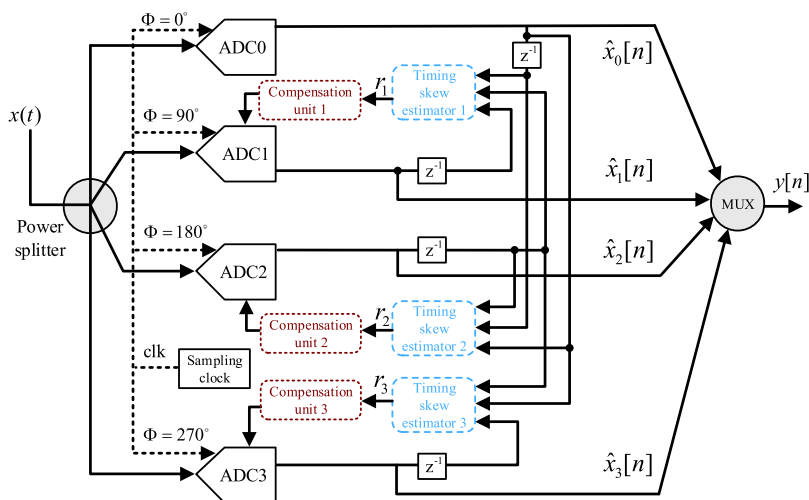 Φ = 0°
ADC0
z⁻¹
x̂₀[n]
Compensation
unit 1
r₁
Timing
skew
estimator 1
x(t)
Φ = 90°
ADC1
z⁻¹
x̂₁[n]
y[n]
MUX
Power
splitter
Φ = 180°
ADC2
z⁻¹
x̂₂[n]
Compensation
unit 2
r₂
Timing
skew
estimator 2
clk
Sampling
clock
Compensation
unit 3
r₃
Timing
skew
estimator 3
Φ = 270°
ADC3
z⁻¹
x̂₃[n]